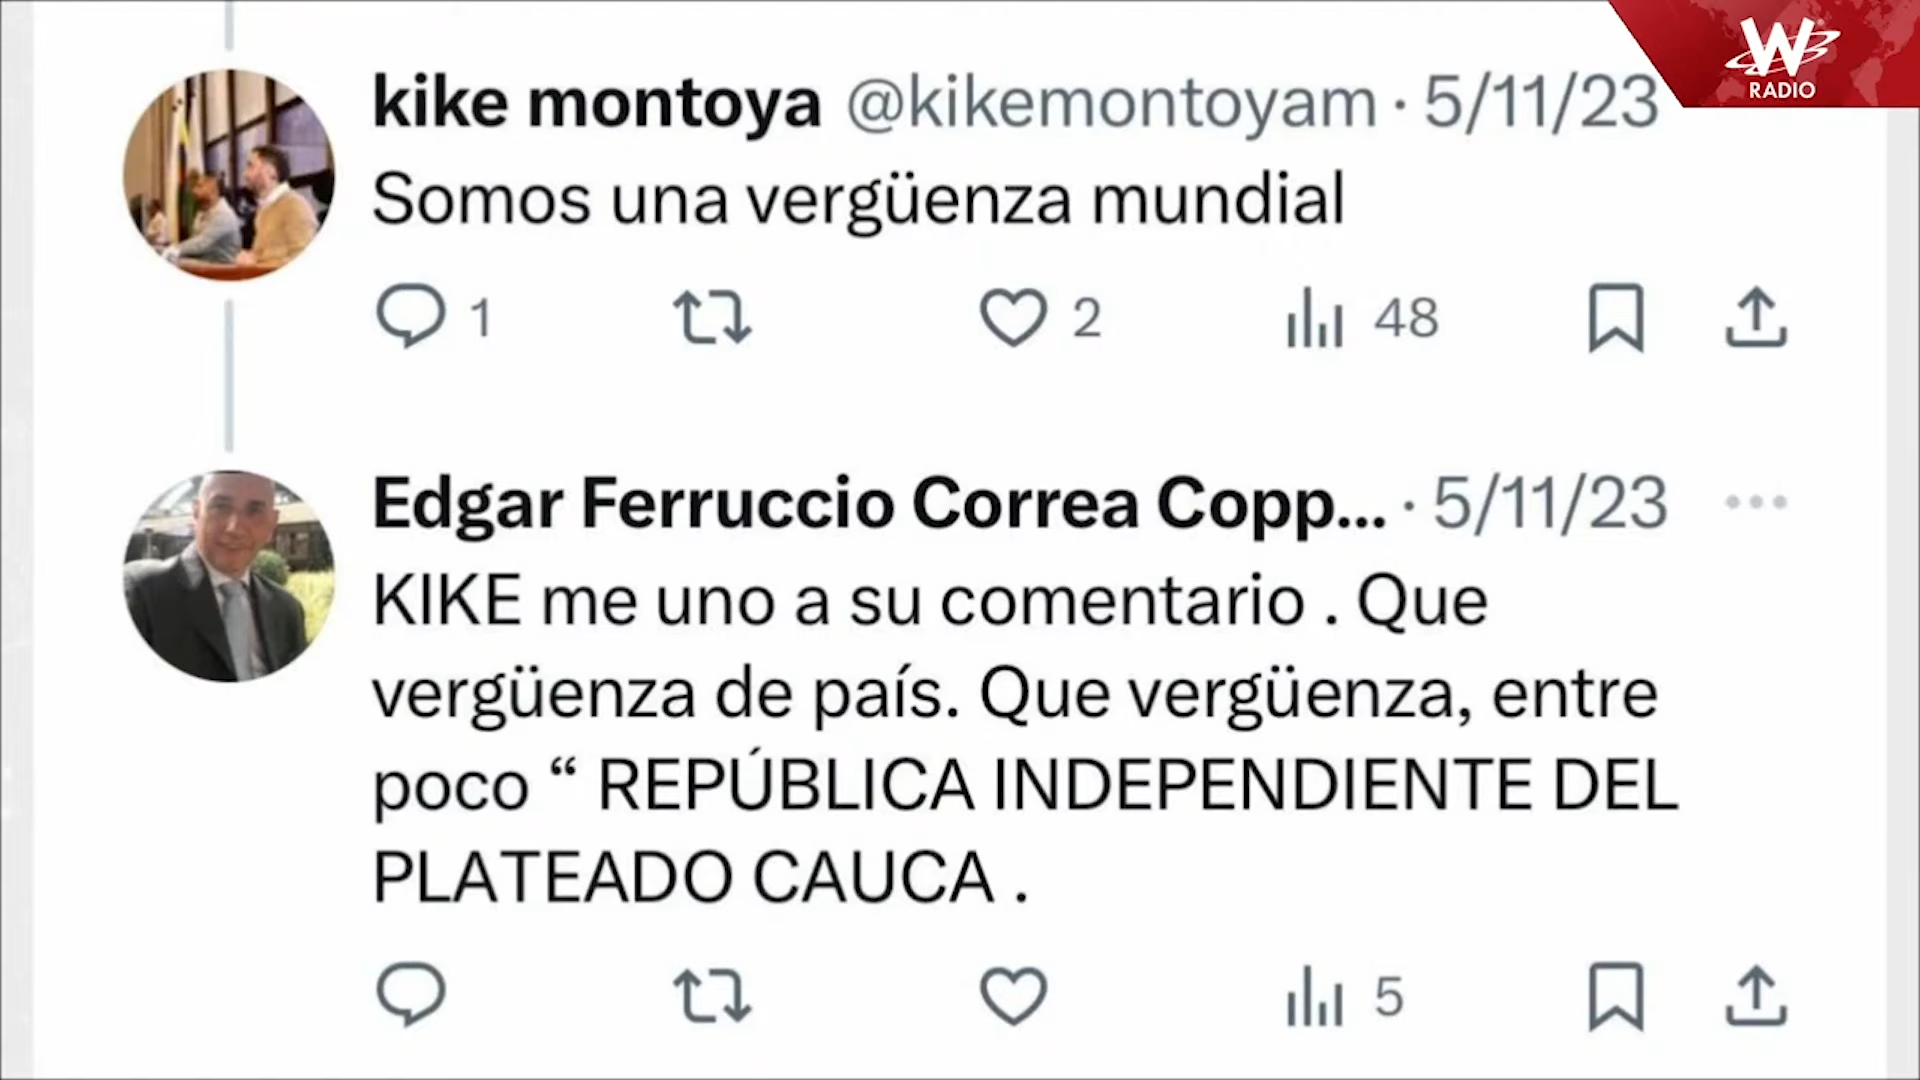 W
RADIO
kike montoya @kikemontoyam · 5/11/23
Somos una vergüenza mundial
1 2 48
Edgar Ferruccio Correa Copp... · 5/11/23
KIKE me uno a su comentario . Que
vergüenza de país. Que vergüenza, entre
poco “ REPÚBLICA INDEPENDIENTE DEL
PLATEADO CAUCA .
5